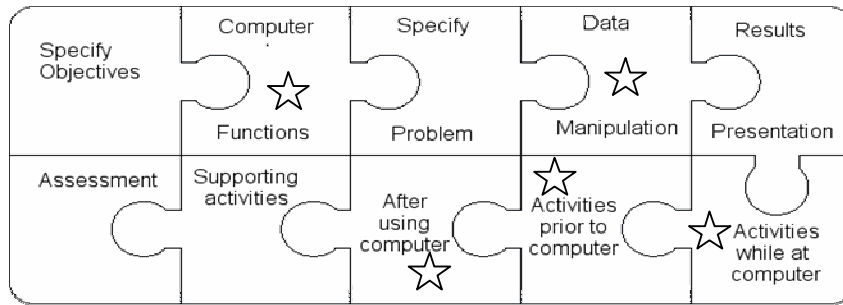 Specify
Objectives
Computer
Functions
Specify
Problem
Data
Manipulation
Results
Presentation
Assessment
Supporting
activities
After
using
computer
Activities
prior to
computer
Activities
while at
computer